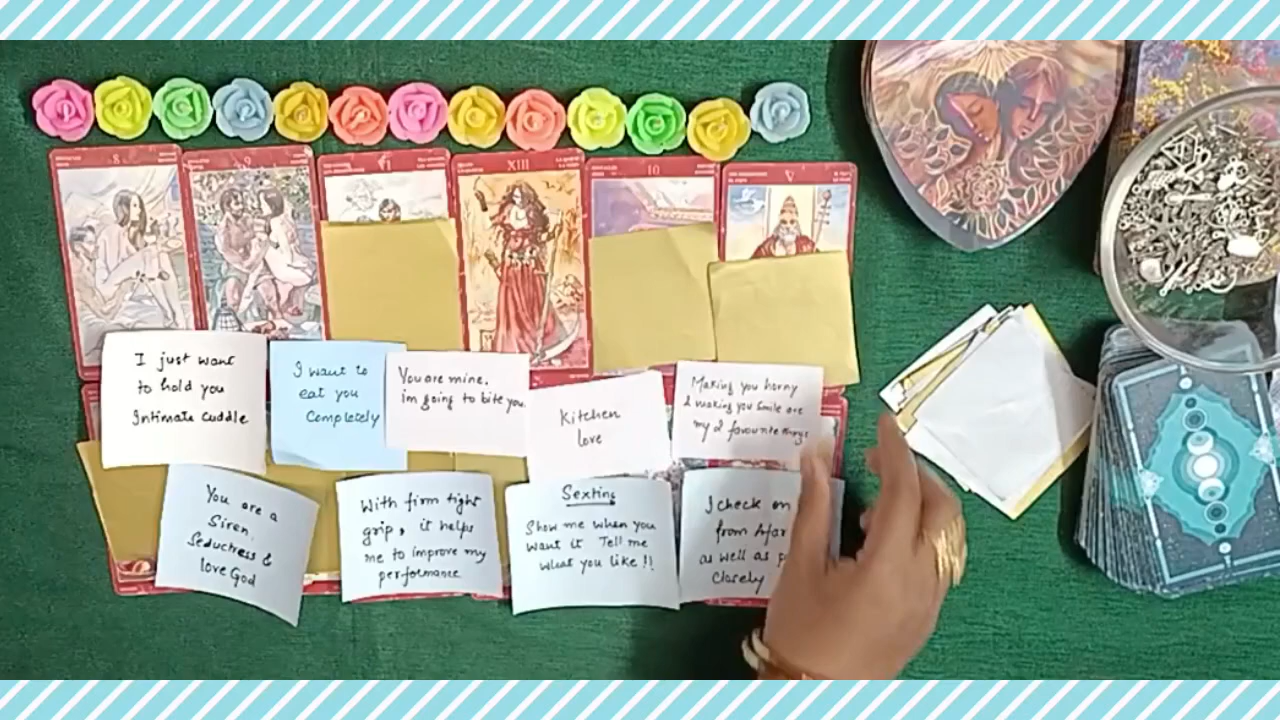 8
9
VI
XIII
10
V
I just want
to hold you
Intimate Cuddle
I want to
eat you
Completely
You are mine.
im going to bite you.
Kitchen
love
Making you horny
& making you smile are
my 2 favourite things
You are a
Siren,
Seductress &
love God
With firm tight
grip, it helps
me to improve my
performance
Sexting
Show me when you
want it Tell me
what you like !!
I check on
from Afar
as well as
Closely